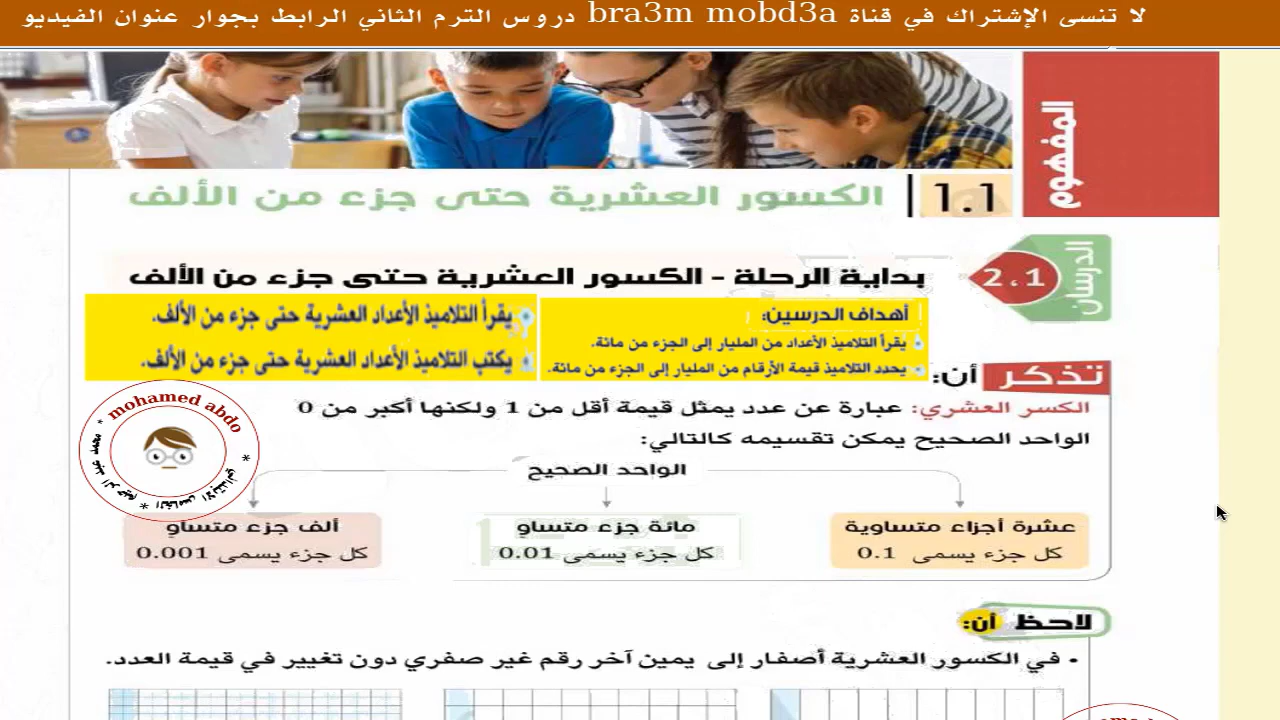 لا تنسى الإشتراك في قناة bra3m mobd3a دروس الترم الثاني الرابط بجوار عنوان الفيديو
المفهوم
1.1
الكسور العشرية حتى جزء من الألف
الدرسان
2،1
بداية الرحلة - الكسور العشرية حتى جزء من الألف
أهداف الدرسين:
يقرأ التلاميذ الأعداد من المليار إلى الجزء من مائة.
يحدد التلاميذ قيمة الأرقام من المليار إلى الجزء من مائة.
يقرأ التلاميذ الأعداد العشرية حتى جزء من الألف.
يكتب التلاميذ الأعداد العشرية حتى جزء من الألف.
تذكر أن:
الكسر العشري: عبارة عن عدد يمثل قيمة أقل من 1 ولكنها أكبر من 0
الواحد الصحيح يمكن تقسيمه كالتالي:
الواحد الصحيح
عشرة أجزاء متساوية
كل جزء يسمى 0.1
مائة جزء متساوٍ
كل جزء يسمى 0.01
ألف جزء متساوٍ
كل جزء يسمى 0.001
mohamed abdo
* محمد عبد الرحيم * الخامس الابتدائي *
لاحظ أن:
• في الكسور العشرية أصفار إلى يمين آخر رقم غير صفري دون تغيير في قيمة العدد.